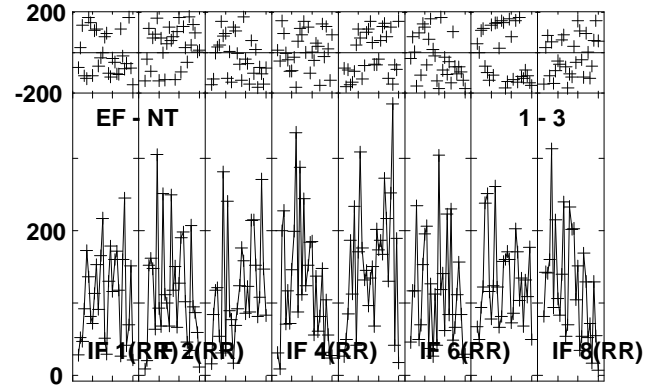 200
-200
EF - NT 1 - 3
200
IF 1(RR) IF 2(RR) IF 4(RR) IF 6(RR) IF 8(RR)
0